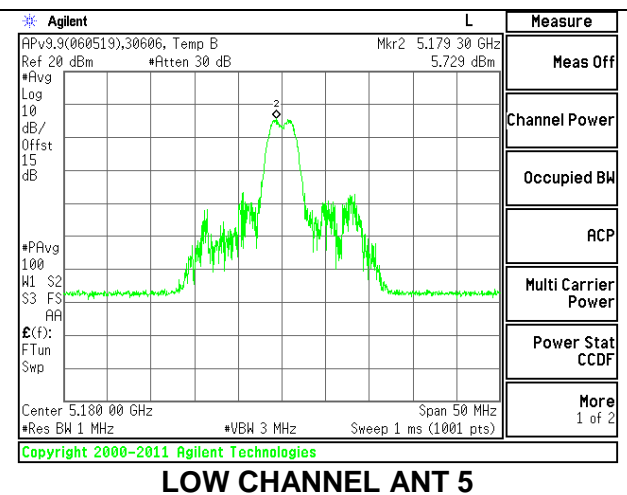 Agilent L
APv9.9(060519),30606, Temp B Mkr2 5.179 30 GHz
Ref 20 dBm #Atten 30 dB 5.729 dBm
#Avg
Log
10
dB/
Offst
15
dB
2
#PAvg
100
W1 S2
S3 FS
AA
£(f):
FTun
Swp
Center 5.180 00 GHz Span 50 MHz
#Res BW 1 MHz #VBW 3 MHz Sweep 1 ms (1001 pts)
Copyright 2000-2011 Agilent Technologies
Measure
Meas Off
Channel Power
Occupied BW
ACP
Multi Carrier
Power
Power Stat
CCDF
More
1 of 2
LOW CHANNEL ANT 5